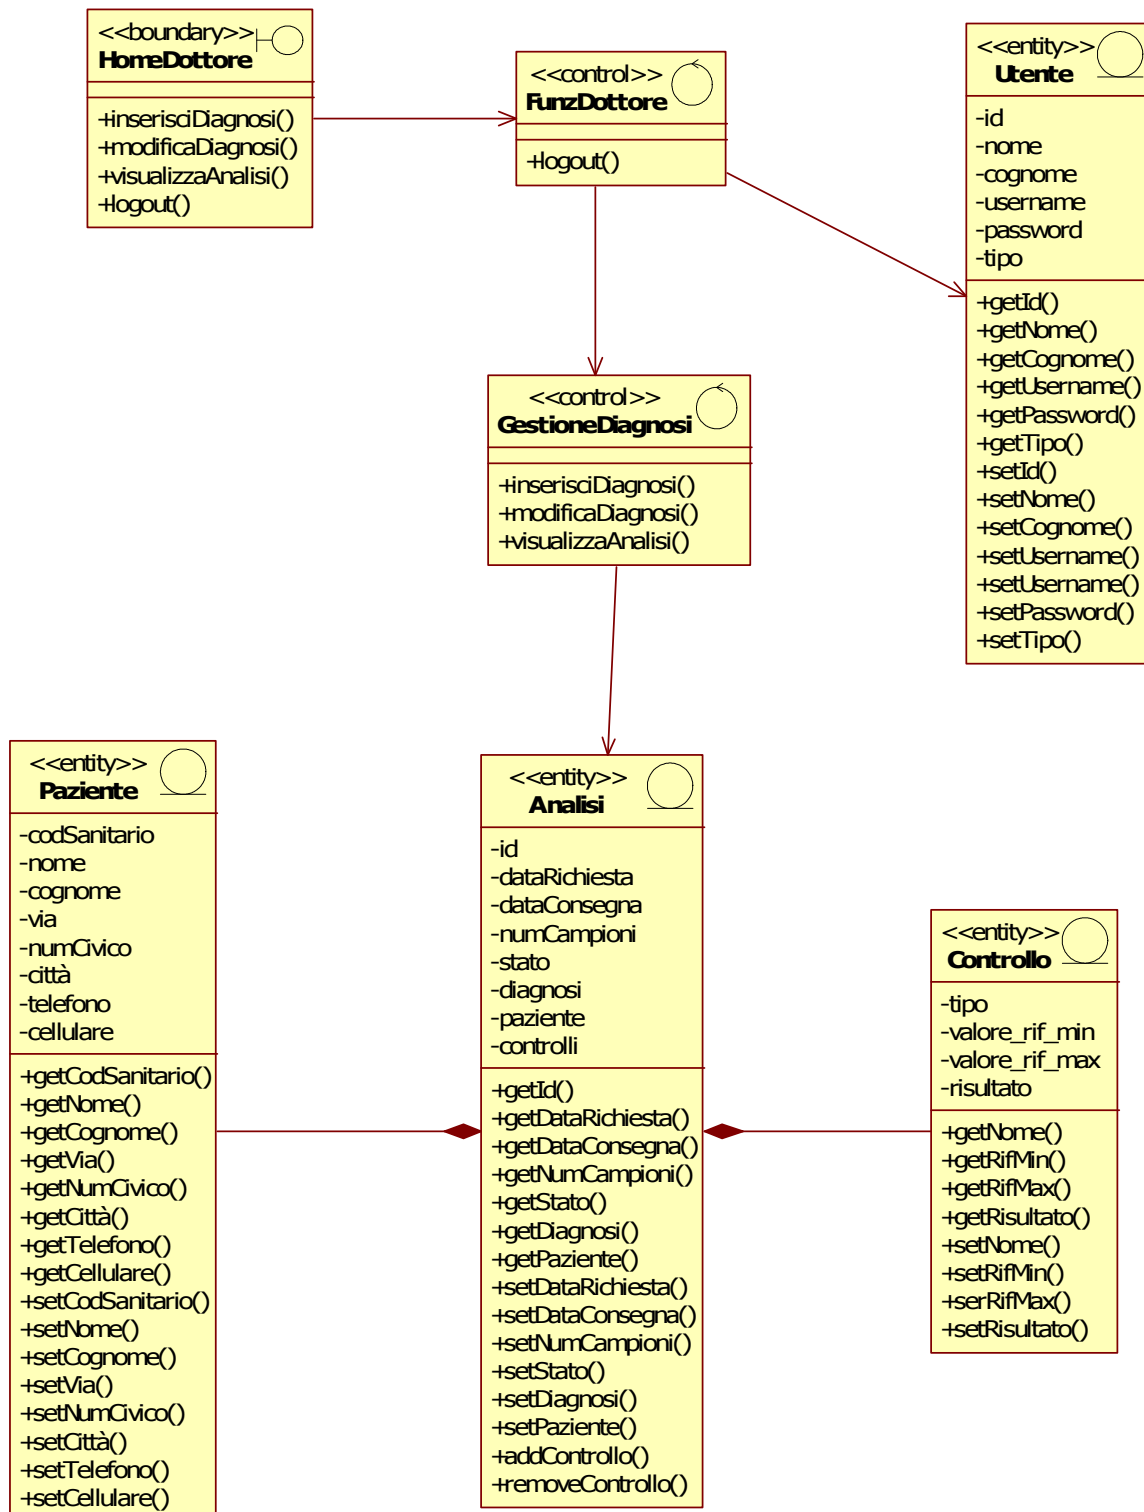 <<boundary>>
HomeDottore
+inserisciDiagnosi()
+modificaDiagnosi()
+visualizzaAnalisi()
+logout()
<<control>>
FunzDottore
+logout()
<<entity>>
Utente
-id
-nome
-cognome
-username
-password
-tipo
+getId()
+getNome()
+getCognome()
+getUsername()
+getPassword()
+getTipo()
+setId()
+setNome()
+setCognome()
+setUsername()
+setUsername()
+setPassword()
+setTipo()
<<control>>
GestioneDiagnosi
+inserisciDiagnosi()
+modificaDiagnosi()
+visualizzaAnalisi()
<<entity>>
Paziente
-codSanitario
-nome
-cognome
-via
-numCivico
-città
-telefono
-cellulare
+getCodSanitario()
+getNome()
+getCognome()
+getVia()
+getNumCivico()
+getCittà()
+getTelefono()
+getCellulare()
+setCodSanitario()
+setNome()
+setCognome()
+setVia()
+setNumCivico()
+setCittà()
+setTelefono()
+setCellulare()
<<entity>>
Analisi
-id
-dataRichiesta
-dataConsegna
-numCampioni
-stato
-diagnosi
-paziente
-controlli
+getId()
+getDataRichiesta()
+getDataConsegna()
+getNumCampioni()
+getStato()
+getDiagnosi()
+getPaziente()
+setDataRichiesta()
+setDataConsegna()
+setNumCampioni()
+setStato()
+setDiagnosi()
+setPaziente()
+addControllo()
+removeControllo()
<<entity>>
Controllo
-tipo
-valore_rif_min
-valore_rif_max
-risultato
+getNome()
+getRifMin()
+getRifMax()
+getRisultato()
+setNome()
+setRifMin()
+serRifMax()
+setRisultato()